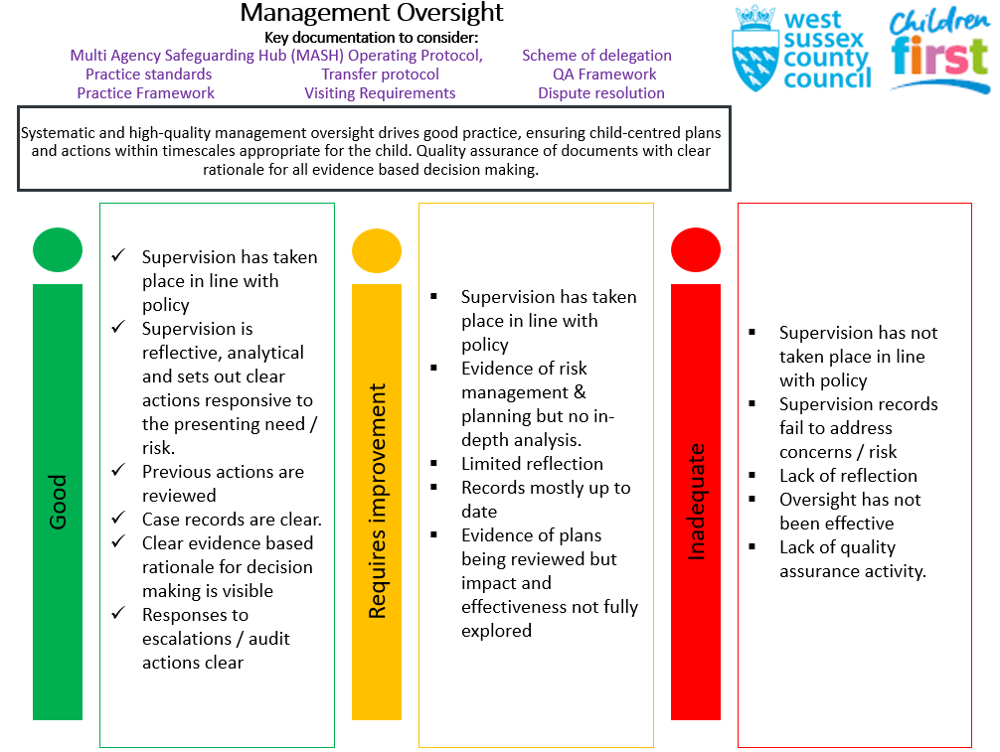 Management Oversight
Key documentation to consider:
Multi Agency Safeguarding Hub (MASH) Operating Protocol, Scheme of delegation
Practice standards Transfer protocol QA Framework
Practice Framework Visiting Requirements Dispute resolution
west
sussex
county
council
Children
first
Systematic and high-quality management oversight drives good practice, ensuring child-centred plans
and actions within timescales appropriate for the child. Quality assurance of documents with clear
rationale for all evidence based decision making.
Good
✓ Supervision has taken
place in line with
policy
✓ Supervision is
reflective, analytical
and sets out clear
actions responsive to
the presenting need /
risk.
✓ Previous actions are
reviewed
✓ Case records are clear.
✓ Clear evidence based
rationale for decision
making is visible
✓ Responses to
escalations / audit
actions clear
Requires improvement
▪ Supervision has taken
place in line with
policy
▪ Evidence of risk
management &
planning but no in-
depth analysis.
▪ Limited reflection
▪ Records mostly up to
date
▪ Evidence of plans
being reviewed but
impact and
effectiveness not fully
explored
Inadequate
▪ Supervision has not
taken place in line
with policy
▪ Supervision records
fail to address
concerns / risk
▪ Lack of reflection
▪ Oversight has not
been effective
▪ Lack of quality
assurance activity.